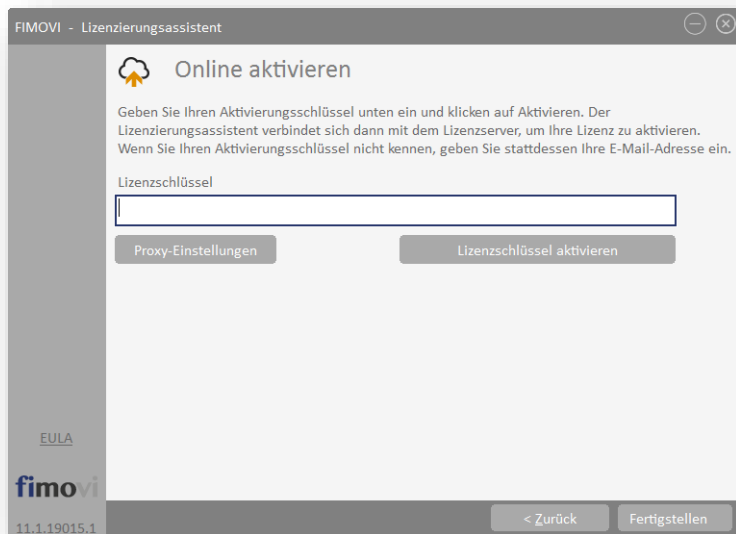 FIMOVI - Lizenzierungsassistent
Online aktivieren
Geben Sie Ihren Aktivierungsschlüssel unten ein und klicken auf Aktivieren. Der
Lizenzierungsassistent verbindet sich dann mit dem Lizenzserver, um Ihre Lizenz zu aktivieren.
Wenn Sie Ihren Aktivierungsschlüssel nicht kennen, geben Sie stattdessen Ihre E-Mail-Adresse ein.
Lizenzschlüssel
Proxy-Einstellungen
Lizenzschlüssel aktivieren
EULA
fimovi
11.1.19015.1
< Zurück
Fertigstellen